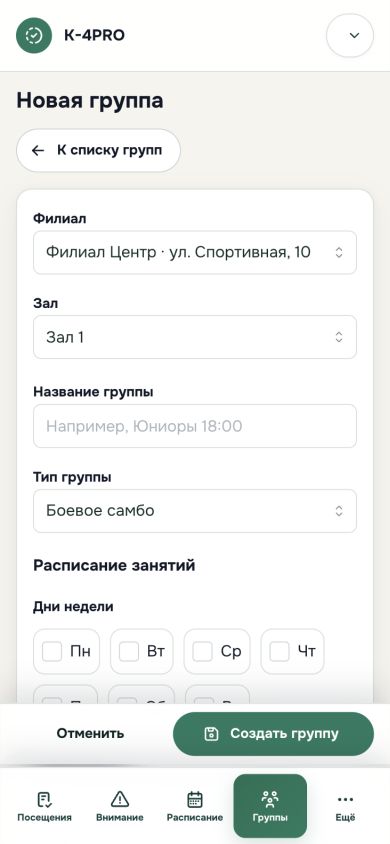 K-4PRO
Новая группа
К списку групп
Филиал
Филиал Центр · ул. Спортивная, 10
Зал
Зал 1
Название группы
Например, Юниоры 18:00
Тип группы
Боевое самбо
Расписание занятий
Дни недели
Пн Вт Ср Чт
Отменить Создать группу
Посещения Внимание Расписание Группы Ещё